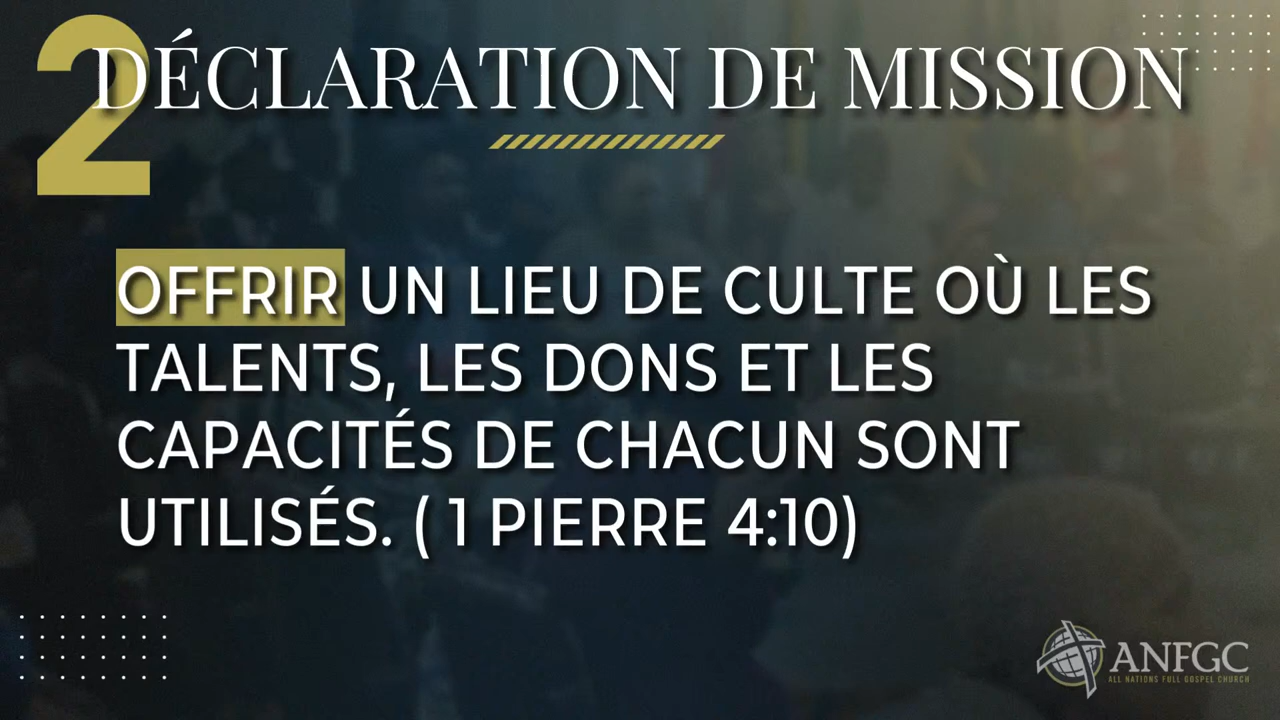 2
DÉCLARATION DE MISSION
OFFRIR UN LIEU DE CULTE OÙ LES
TALENTS, LES DONS ET LES
CAPACITÉS DE CHACUN SONT
UTILISÉS. ( 1 PIERRE 4:10)
ANFGC
ALL NATIONS FULL GOSPEL CHURCH